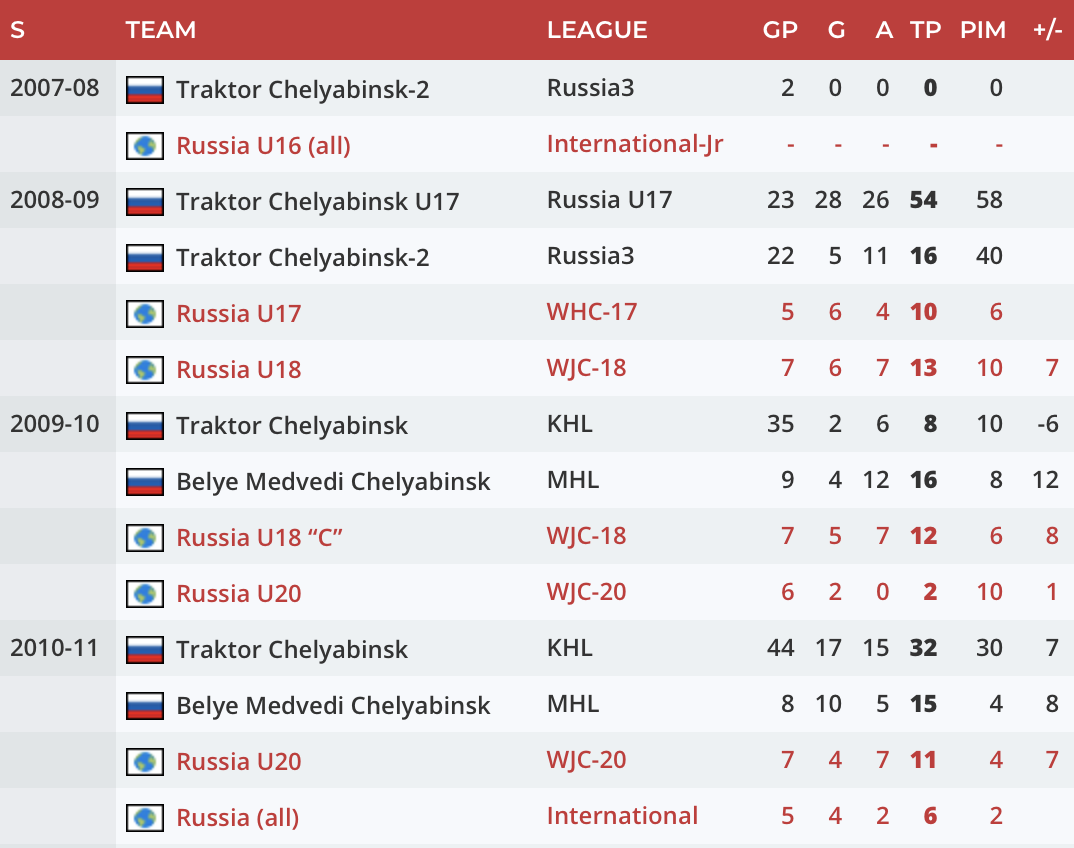 S TEAM LEAGUE GP G A TP PIM +/-
2007-08 Traktor Chelyabinsk-2 Russia3 2 0 0 0 0
Russia U16 (all) International-Jr - - - - -
2008-09 Traktor Chelyabinsk U17 Russia U17 23 28 26 54 58
Traktor Chelyabinsk-2 Russia3 22 5 11 16 40
Russia U17 WHC-17 5 6 4 10 6
Russia U18 WJC-18 7 6 7 13 10 7
2009-10 Traktor Chelyabinsk KHL 35 2 6 8 10 -6
Belye Medvedi Chelyabinsk MHL 9 4 12 16 8 12
Russia U18 “C” WJC-18 7 5 7 12 6 8
Russia U20 WJC-20 6 2 0 2 10 1
2010-11 Traktor Chelyabinsk KHL 44 17 15 32 30 7
Belye Medvedi Chelyabinsk MHL 8 10 5 15 4 8
Russia U20 WJC-20 7 4 7 11 4 7
Russia (all) International 5 4 2 6 2